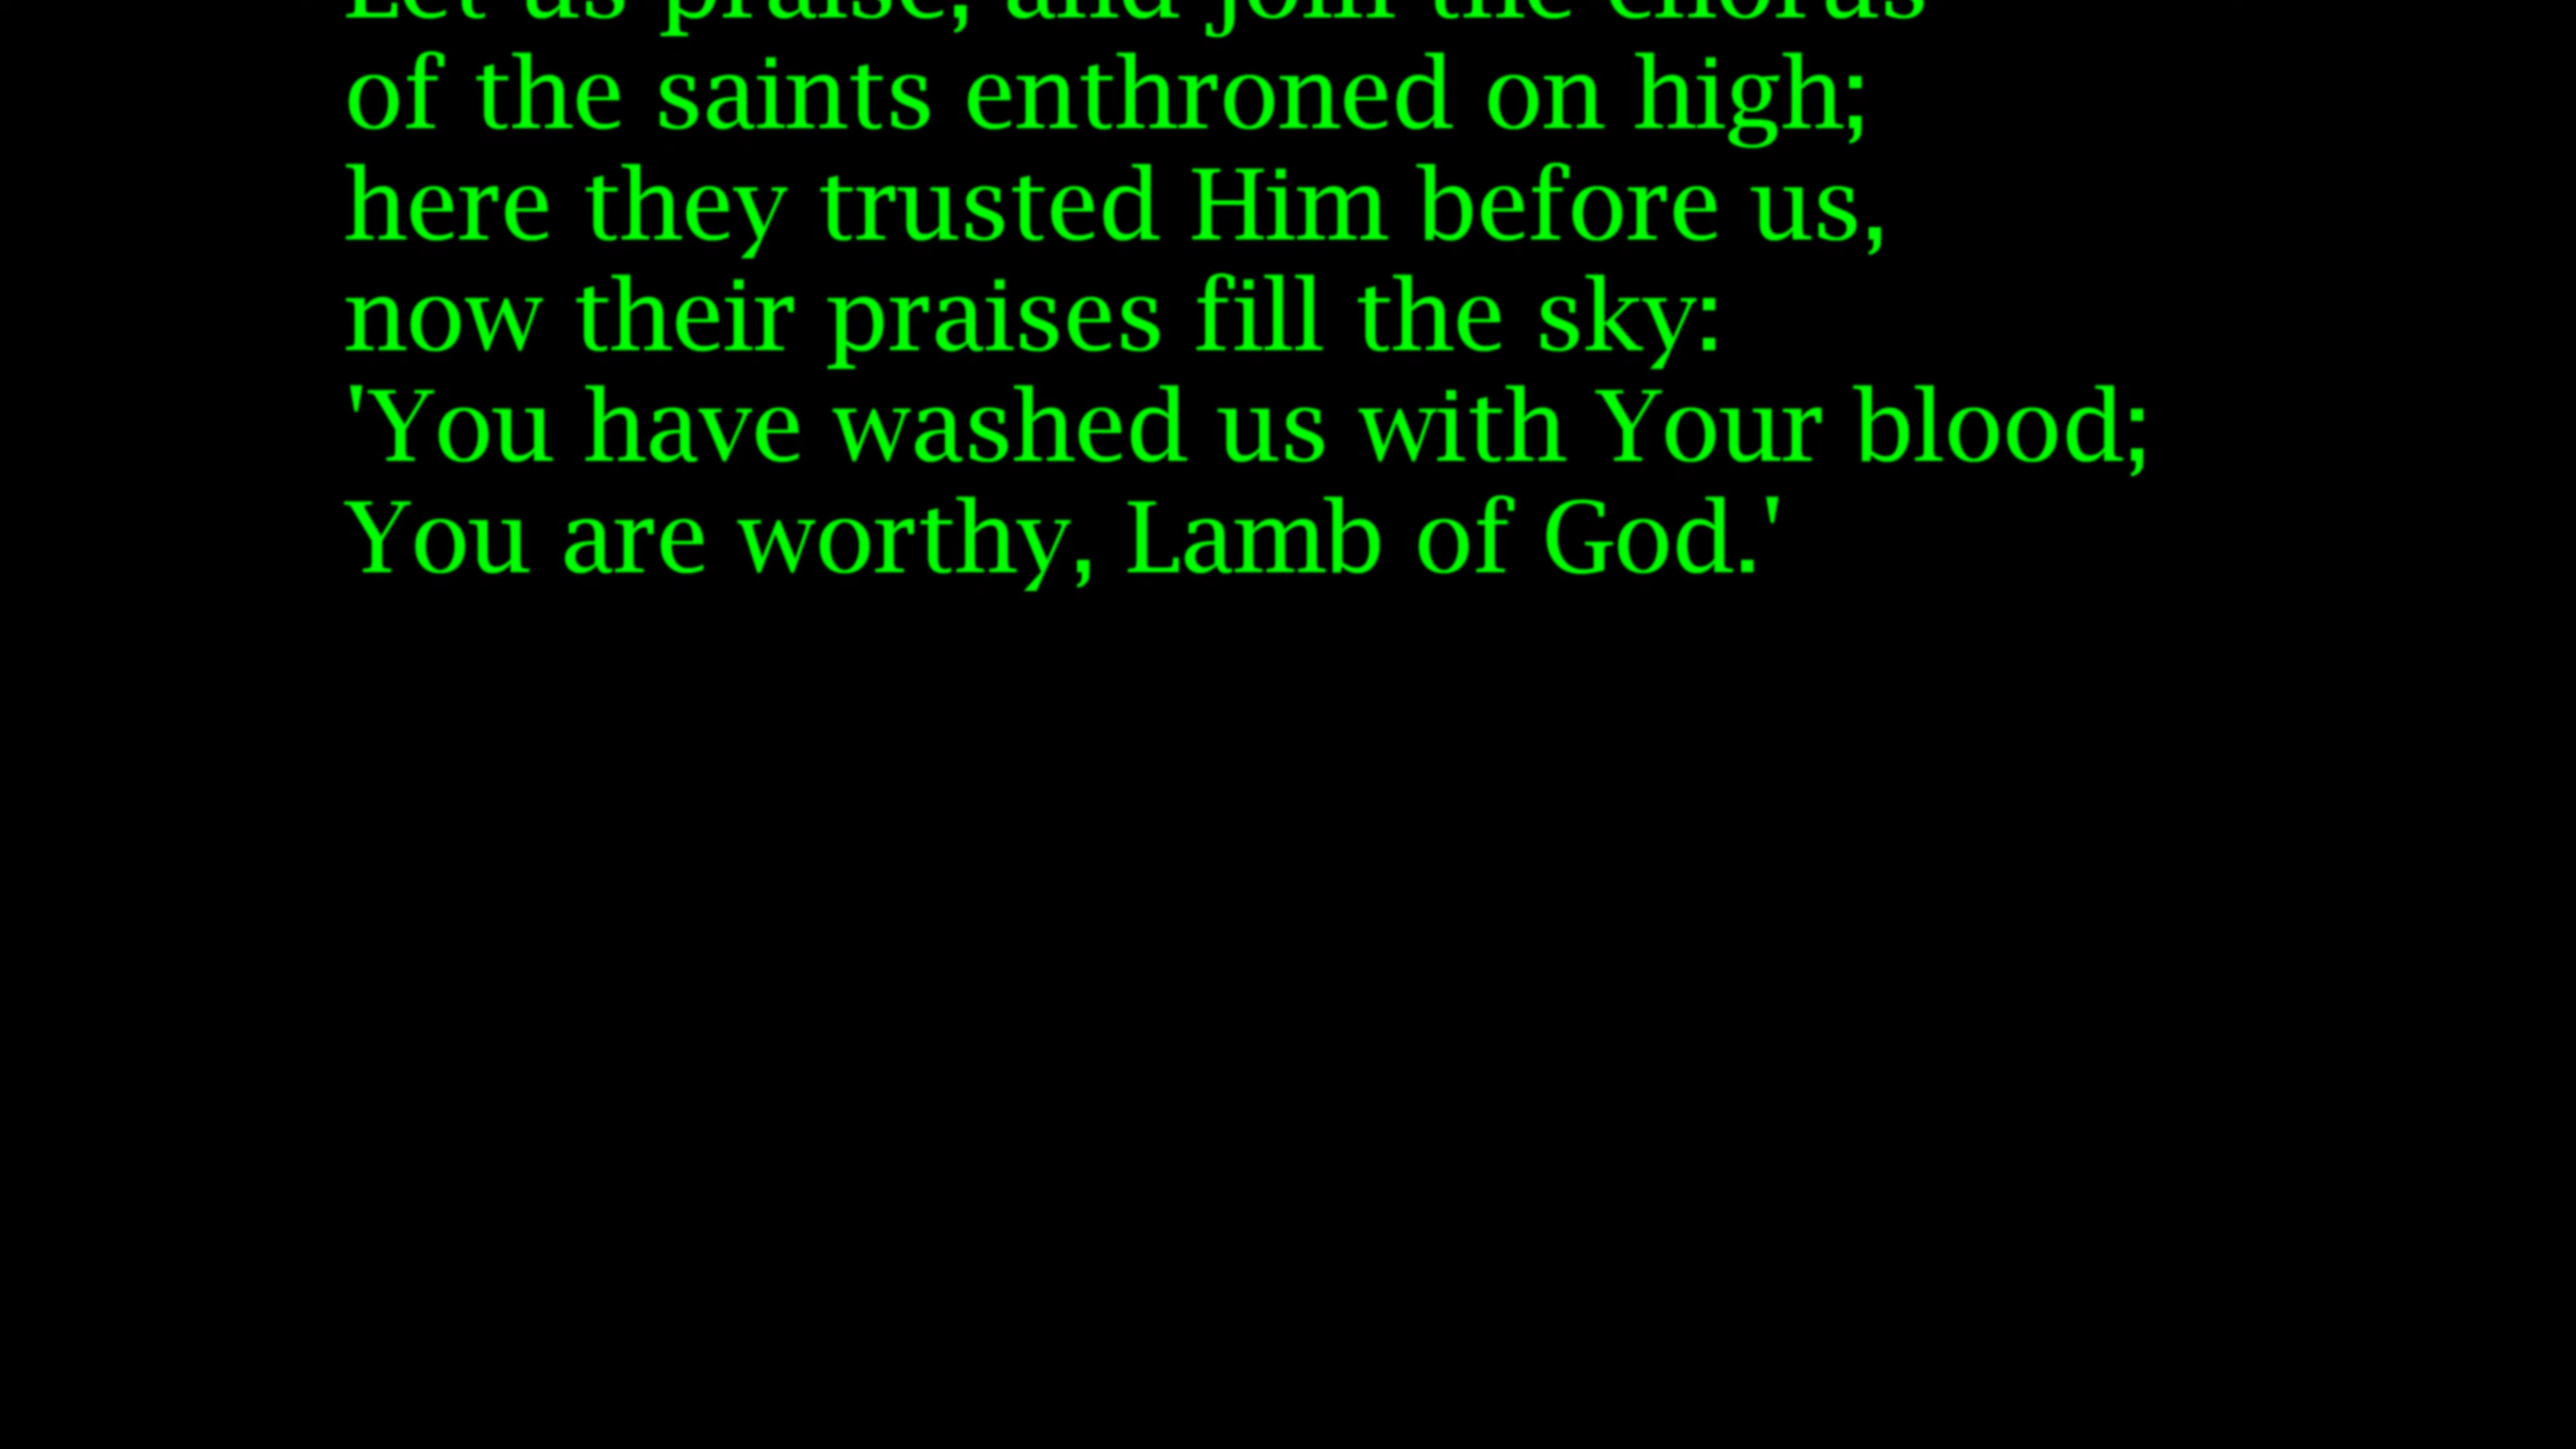 Let us praise, and join the chorus
of the saints enthroned on high;
here they trusted Him before us,
now their praises fill the sky:
'You have washed us with Your blood;
You are worthy, Lamb of God.'